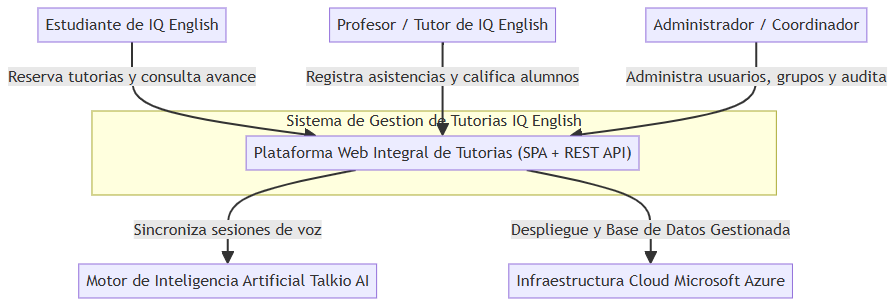 Estudiante de IQ English
Profesor / Tutor de IQ English
Administrador / Coordinador
Reserva tutorias y consulta avance
Registra asistencias y califica alumnos
Administra usuarios, grupos y audita
Sistema de Gestion de Tutorias IQ English
Plataforma Web Integral de Tutorias (SPA + REST API)
Sincroniza sesiones de voz
Despliegue y Base de Datos Gestionada
Motor de Inteligencia Artificial Talkio AI
Infraestructura Cloud Microsoft Azure